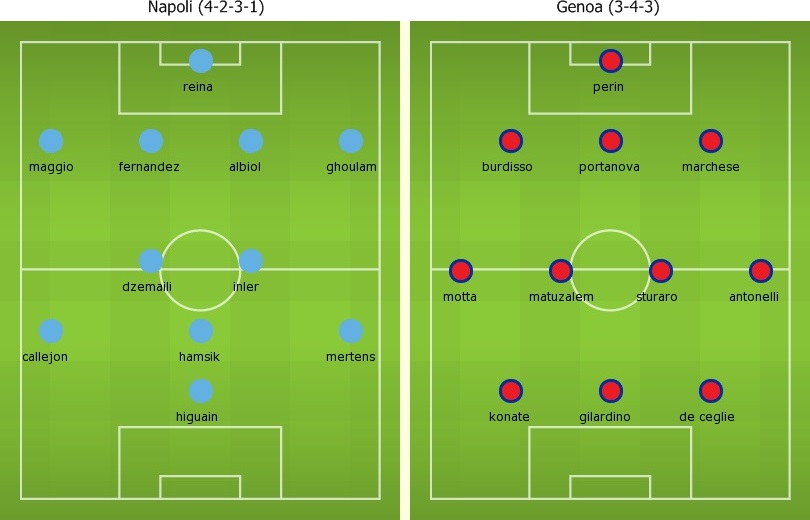 Napoli (4-2-3-1)
reina
maggio fernandez albiol ghoulam
dzemaili inler
callejon hamsik mertens
higuain
Genoa (3-4-3)
perin
burdisso portanova marchese
motta matuzalem sturaro antonelli
konate gilardino de ceglie